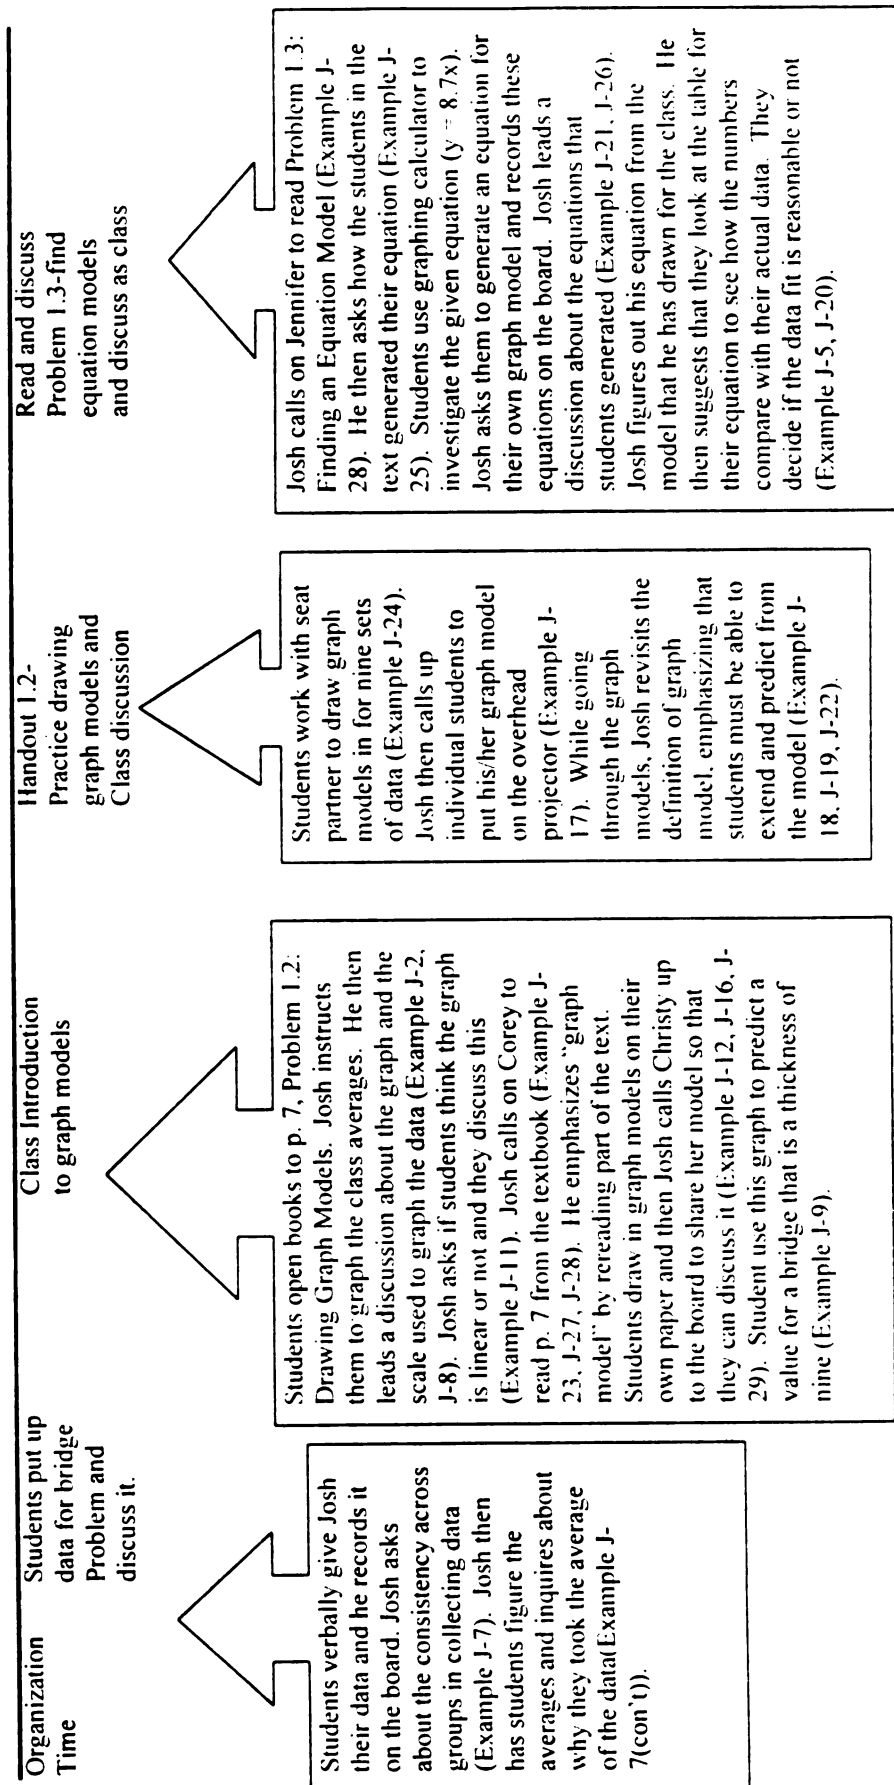 Organization
Time
Students put up
data for bridge
Problem and
discuss it.
Class Introduction
to graph models
Handout 1.2-
Practice drawing
graph models and
Class discussion
Read and discuss
Problem 1.3-find
equation models
and discuss as class
Students verbally give Josh
their data and he records it
on the board. Josh asks
about the consistency across
groups in collecting data
(Example J-7). Josh then
has students figure the
averages and inquires about
why they took the average
of the data(Example J-
7(con't)).
Students open books to p. 7, Problem 1.2:
Drawing Graph Models. Josh instructs
them to graph the class averages. He then
leads a discussion about the graph and the
scale used to graph the data (Example J-2,
J-8). Josh asks if students think the graph
is linear or not and they discuss this
(Example J-11). Josh calls on Corey to
read p. 7 from the textbook (Example J-
23, J-27, J-28). He emphasizes "graph
model" by rereading part of the text.
Students draw in graph models on their
own paper and then Josh calls Christy up
to the board to share her model so that
they can discuss it (Example J-12, J-16, J-
29). Student use this graph to predict a
value for a bridge that is a thickness of
nine (Example J-9).
Students work with seat
partner to draw graph
models in for nine sets
of data (Example J-24).
Josh then calls up
individual students to
put his/her graph model
on the overhead
projector (Example J-
17). While going
through the graph
models, Josh revisits the
definition of graph
model, emphasizing that
students must be able to
extend and predict from
the model (Example J-
18, J-19, J-22).
Josh calls on Jennifer to read Problem 1.3:
Finding an Equation Model (Example J-
28). He then asks how the students in the
text generated their equation (Example J-
25). Students use graphing calculator to
investigate the given equation (y = 8.7x).
Josh asks them to generate an equation for
their own graph model and records these
equations on the board. Josh leads a
discussion about the equations that
students generated (Example J-21, J-26).
Josh figures out his equation from the
model that he has drawn for the class. He
then suggests that they look at the table for
their equation to see how the numbers
compare with their actual data. They
decide if the data fit is reasonable or not
(Example J-5, J-20).